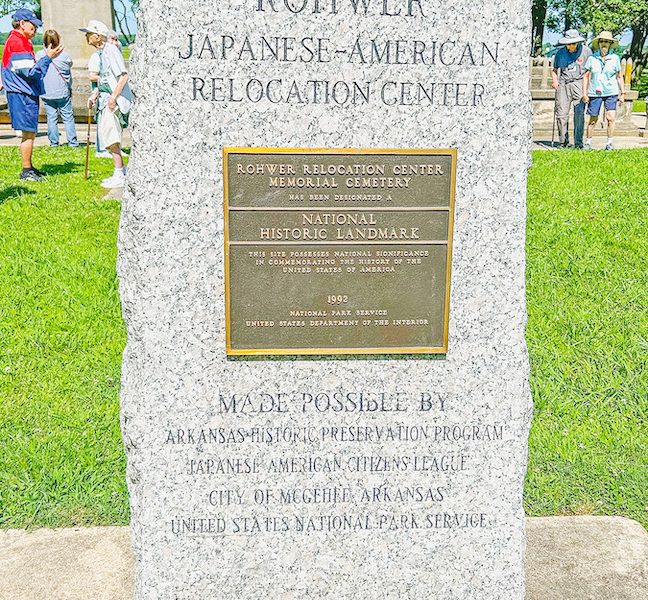 ROHWER
JAPANESE-AMERICAN
RELOCATION CENTER
ROHWER RELOCATION CENTER
MEMORIAL CEMETERY
HAS BEEN DESIGNATED A
NATIONAL
HISTORIC LANDMARK
THIS SITE POSSESSES NATIONAL SIGNIFICANCE
IN COMMEMORATING THE HISTORY OF THE
UNITED STATES OF AMERICA
1992
NATIONAL PARK SERVICE
UNITED STATES DEPARTMENT OF THE INTERIOR
MADE POSSIBLE BY
ARKANSAS HISTORIC PRESERVATION PROGRAM
JAPANESE AMERICAN CITIZENS LEAGUE
CITY OF MCGEHEE, ARKANSAS
UNITED STATES NATIONAL PARK SERVICE